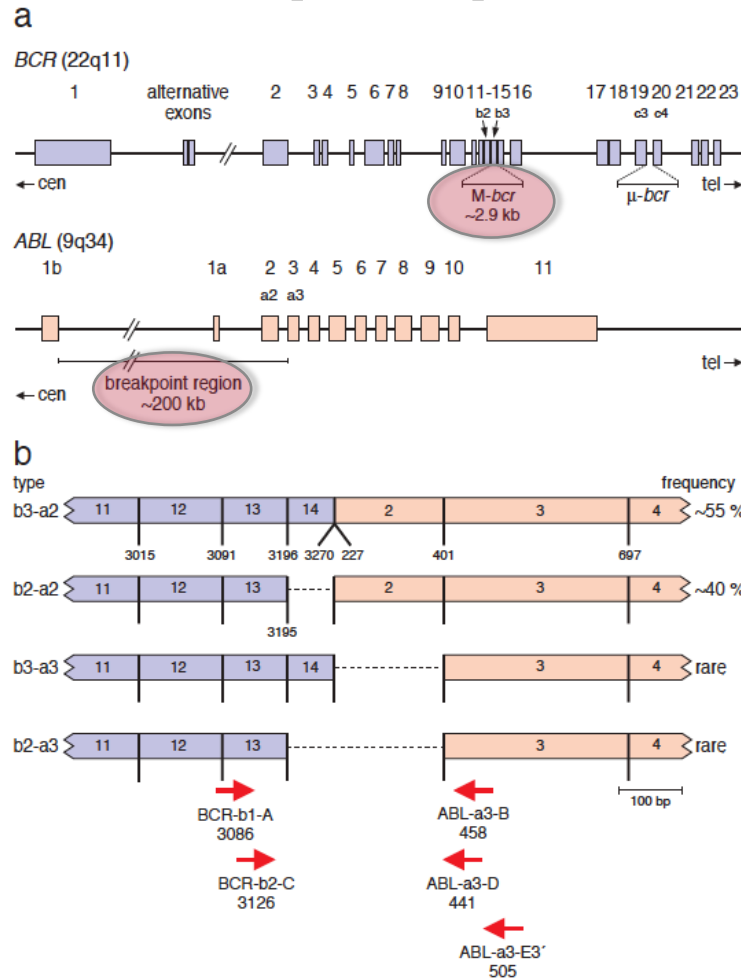 a
BCR (22q11)
1 alternative exons 2 3 4 5 6 7 8 9 10 11-15 16 17 18 19 20 21 22 23
b2 b3 c3 c4
M-bcr
~2.9 kb
μ-bcr
← cen
tel →
ABL (9q34)
1b 1a 2 3 4 5 6 7 8 9 10 11
a2 a3
breakpoint region
~200 kb
← cen
tel →
b
type frequency
b3-a2 11 12 13 14 2 3 4 ~55 %
3015 3091 3196 3270 227 401 697
b2-a2 11 12 13 2 3 4 ~40 %
3195
b3-a3 11 12 13 14 3 4 rare
b2-a3 11 12 13 3 4 rare
100 bp
BCR-b1-A
3086
ABL-a3-B
458
BCR-b2-C
3126
ABL-a3-D
441
ABL-a3-E3´
505